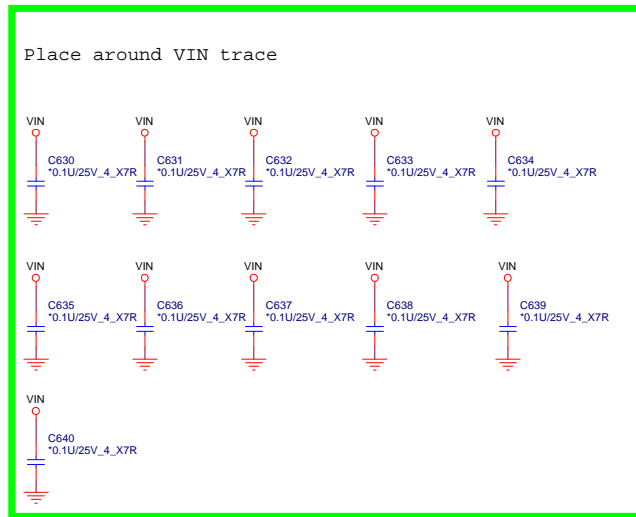 Place around VIN trace
VIN VIN VIN VIN VIN
C630 C631 C632 C633 C634
*0.1U/25V_4_X7R *0.1U/25V_4_X7R *0.1U/25V_4_X7R *0.1U/25V_4_X7R *0.1U/25V_4_X7R
VIN VIN VIN VIN VIN
C635 C636 C637 C638 C639
*0.1U/25V_4_X7R *0.1U/25V_4_X7R *0.1U/25V_4_X7R *0.1U/25V_4_X7R *0.1U/25V_4_X7R
VIN
C640
*0.1U/25V_4_X7R